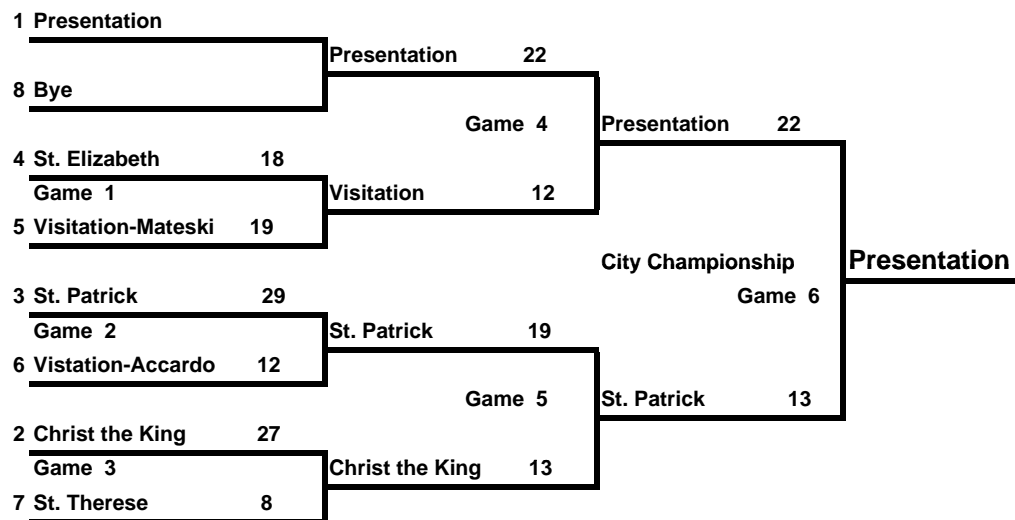 1 Presentation
Presentation 22
8 Bye
Game 4
Presentation 22
4 St. Elizabeth 18
Game 1
Visitation 12
5 Visitation-Mateski 19
City Championship
Presentation
3 St. Patrick 29
Game 6
Game 2
St. Patrick 19
6 Vistation-Accardo 12
Game 5
St. Patrick 13
2 Christ the King 27
Game 3
Christ the King 13
7 St. Therese 8